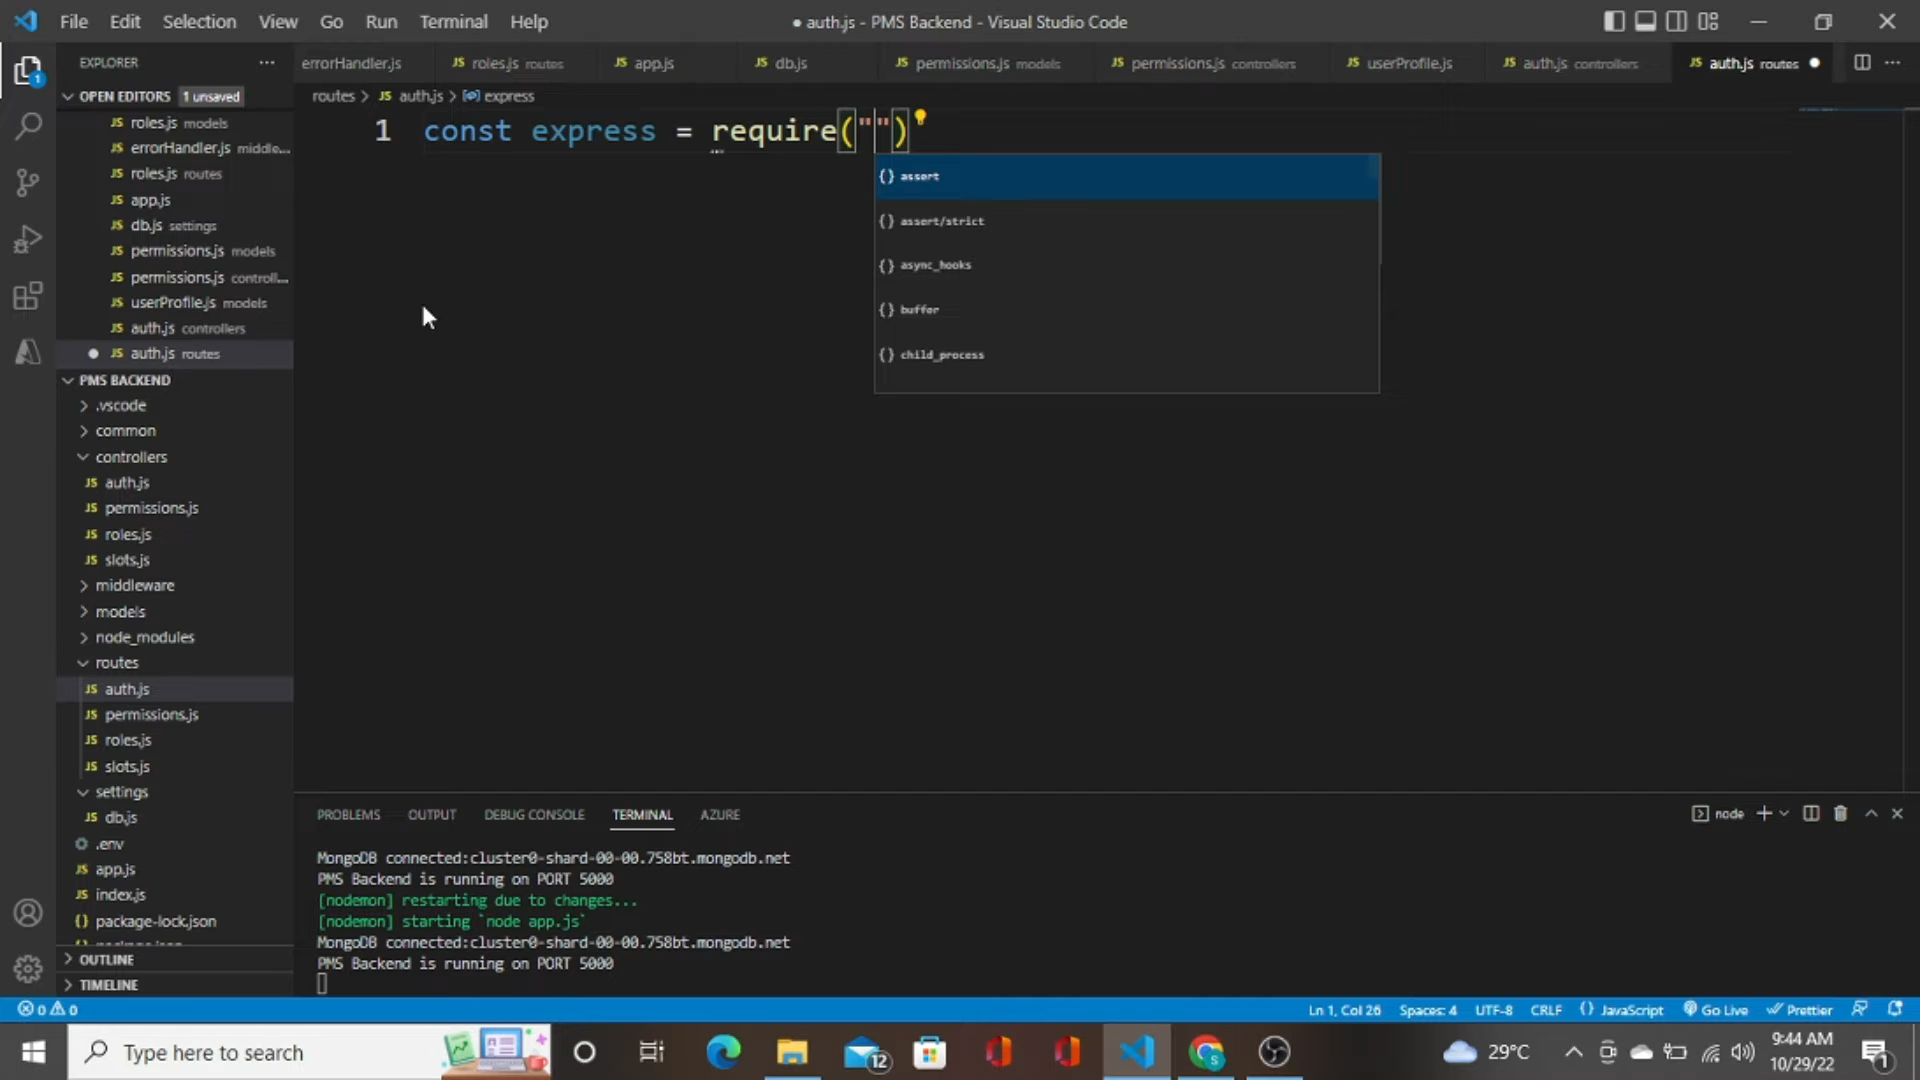 File Edit Selection View Go Run Terminal Help
● auth.js - PMS Backend - Visual Studio Code
EXPLORER
errorHandler.js
JS roles.js routes
JS app.js
JS db.js
JS permissions.js models
JS permissions.js controllers
JS userProfile.js
JS auth.js controllers
JS auth.js routes
OPEN EDITORS 1 unsaved
routes > JS auth.js > express
JS roles.js models
JS errorHandler.js middle...
JS roles.js routes
JS app.js
JS db.js settings
JS permissions.js models
JS permissions.js controll...
JS userProfile.js models
JS auth.js controllers
JS auth.js routes
1 const express = require("")
{} assert
{} assert/strict
{} async_hooks
{} buffer
{} child_process
PMS BACKEND
.vscode
common
controllers
JS auth.js
JS permissions.js
JS roles.js
JS slots.js
middleware
models
node_modules
routes
JS auth.js
JS permissions.js
JS roles.js
JS slots.js
settings
JS db.js
.env
JS app.js
JS index.js
{} package-lock.json
OUTLINE
TIMELINE
PROBLEMS OUTPUT DEBUG CONSOLE TERMINAL AZURE
node
MongoDB connected:cluster0-shard-00-00.758bt.mongodb.net
PMS Backend is running on PORT 5000
[nodemon] restarting due to changes...
[nodemon] starting `node app.js`
MongoDB connected:cluster0-shard-00-00.758bt.mongodb.net
PMS Backend is running on PORT 5000
0 0
Ln 1, Col 26 Spaces: 4 UTF-8 CRLF {} JavaScript Go Live Prettier
Type here to search
12
29°C
9:44 AM
10/29/22
1